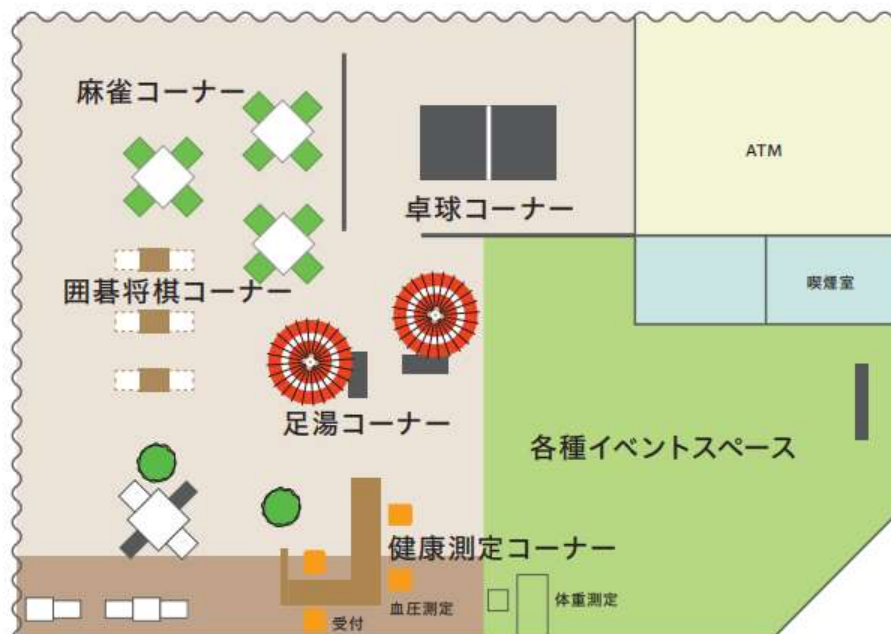 麻雀コーナー
ATM
卓球コーナー
囲碁将棋コーナー
喫煙室
足湯コーナー
各種イベントスペース
健康測定コーナー
血圧測定
体重測定
受付